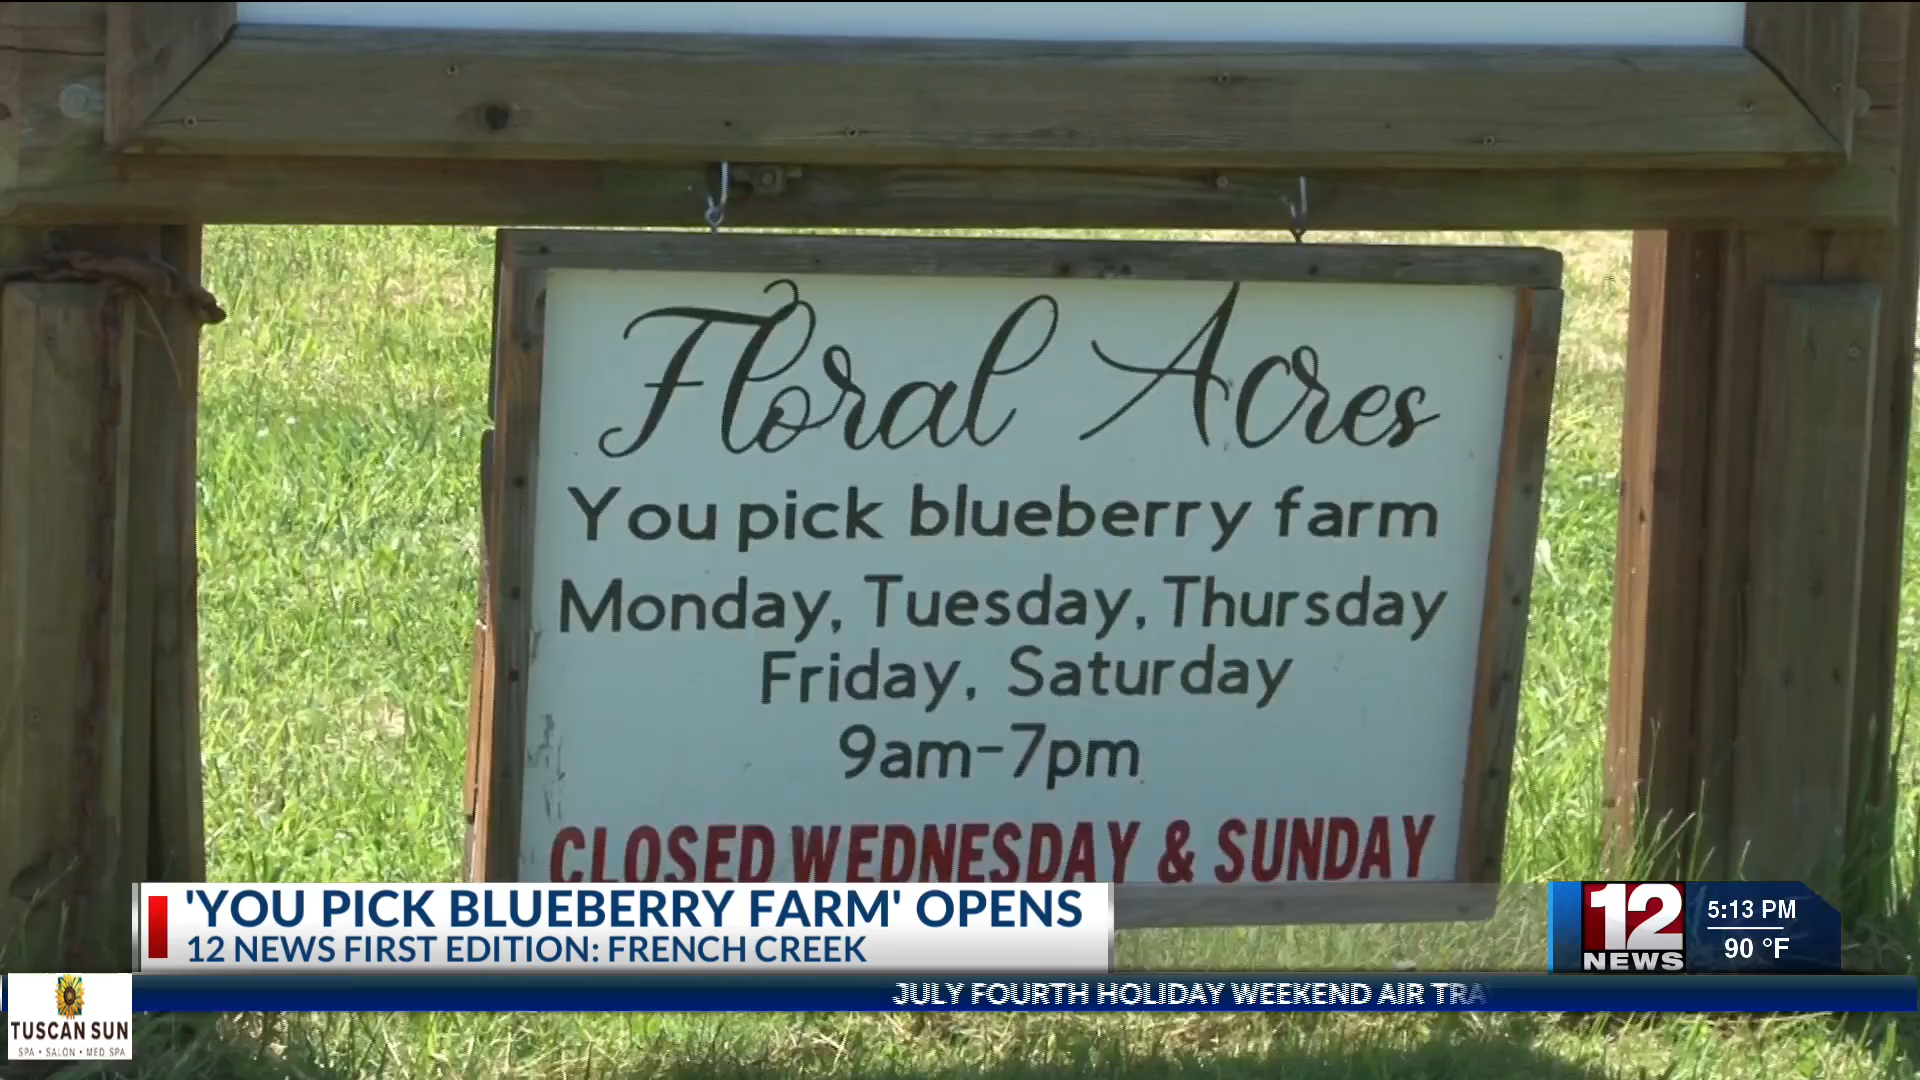 Floral Acres
You pick blueberry farm
Monday, Tuesday, Thursday
Friday, Saturday
9am-7pm
CLOSED WEDNESDAY & SUNDAY
'YOU PICK BLUEBERRY FARM' OPENS
12 NEWS FIRST EDITION: FRENCH CREEK
12
NEWS
5:13 PM
90 °F
JULY FOURTH HOLIDAY WEEKEND AIR TRA
TUSCAN SUN
SPA • SALON • MED SPA